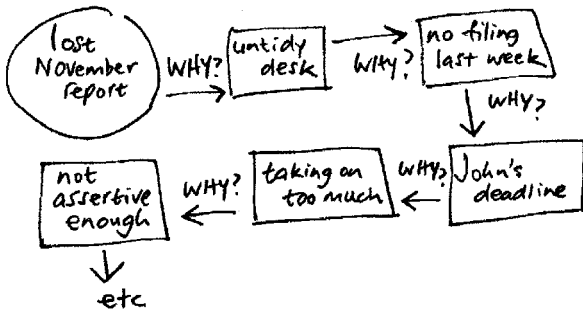 lost
November
report
WHY?
untidy
desk
WHY?
no filing
last week
WHY?
John's
deadline
WHY?
taking on
too much
WHY?
not
assertive
enough
etc